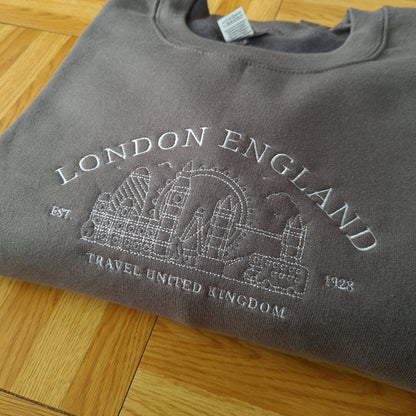 LONDON ENGLAND
EST. 1928
TRAVEL UNITED KINGDOM